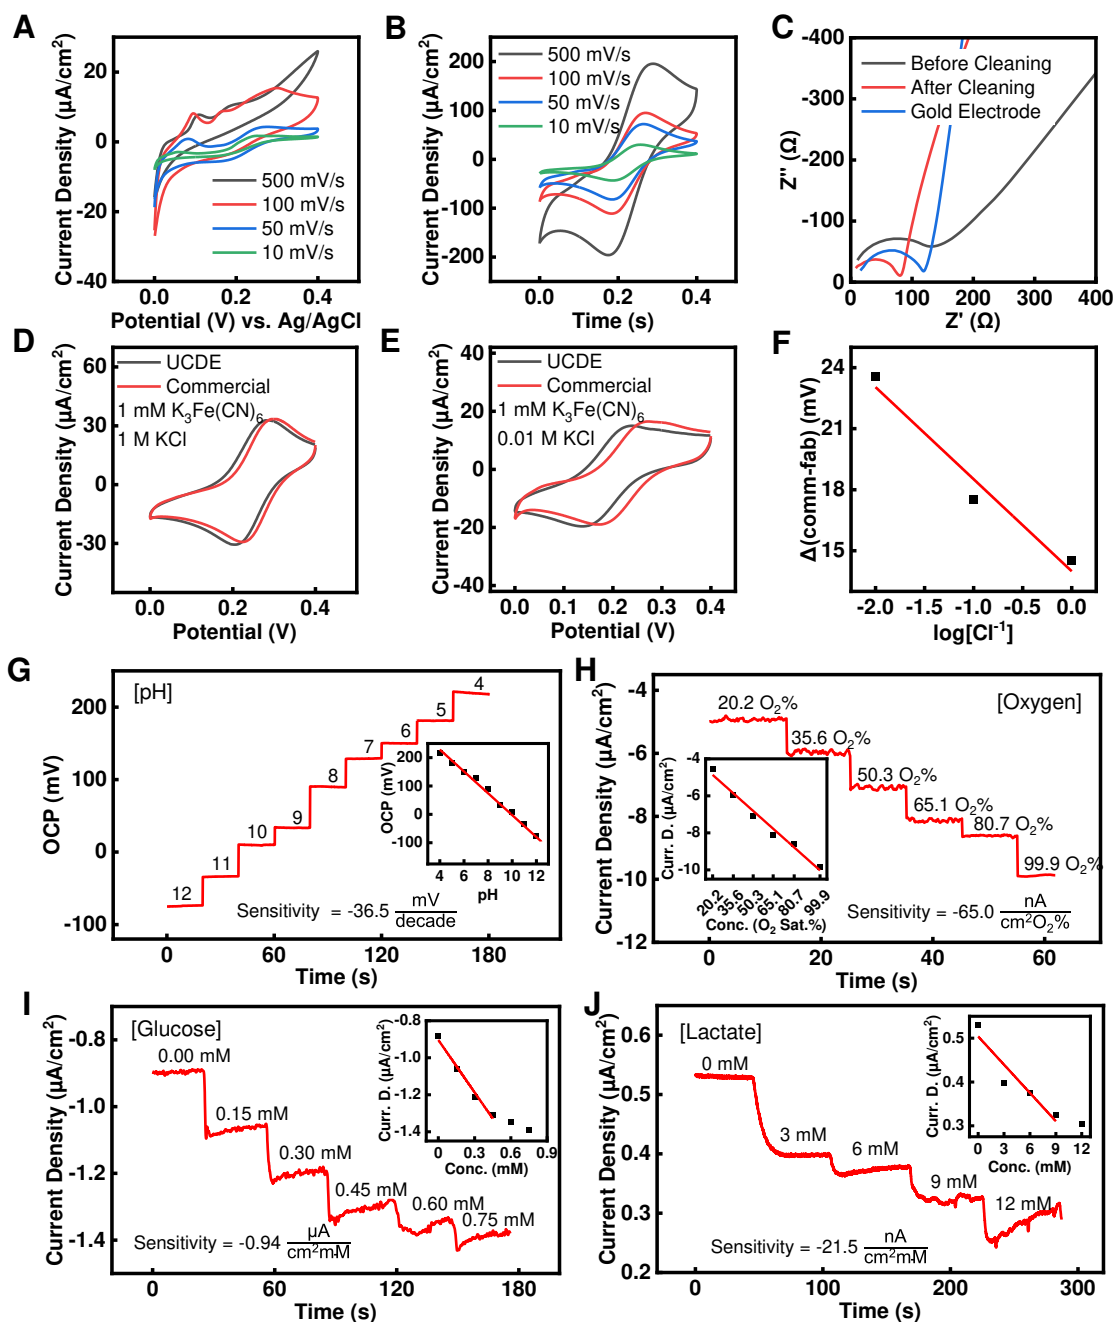 A
Current Density (µA/cm²)
20
0
-20
-40
500 mV/s
100 mV/s
50 mV/s
10 mV/s
0.0 0.2 0.4
Potential (V) vs. Ag/AgCl
B
Current Density (µA/cm²)
200
100
0
-100
-200
500 mV/s
100 mV/s
50 mV/s
10 mV/s
0.0 0.2 0.4
Time (s)
C
Z'' (Ω)
-400
-300
-200
-100
0
Before Cleaning
After Cleaning
Gold Electrode
0 100 200 300 400
Z' (Ω)
D
Current Density (µA/cm²)
60
30
0
-30
UCDE
Commercial
1 mM K₃Fe(CN)₆
1 M KCl
0.0 0.2 0.4
Potential (V)
E
Current Density (µA/cm²)
40
20
0
-20
-40
UCDE
Commercial
1 mM K₃Fe(CN)₆
0.01 M KCl
0.0 0.1 0.2 0.3 0.4
Potential (V)
F
Δ(comm-fab) (mV)
24
21
18
15
-2.0 -1.5 -1.0 -0.5 0.0
log[Cl⁻¹]
G
[pH]
OCP (mV)
200
100
0
-100
12
11
10
9
8
7
6
5
4
OCP (mV)
200
100
0
-100
4 6 8 10 12
pH
Sensitivity = -36.5 mV
decade
0 60 120 180
Time (s)
H
[Oxygen]
Current Density (µA/cm²)
-4
-6
-8
-10
-12
20.2 O₂%
35.6 O₂%
50.3 O₂%
65.1 O₂%
80.7 O₂%
99.9 O₂%
Curr. D. (µA/cm²)
-4
-6
-8
-10
20.2 35.6 50.3 65.1 80.7 99.9
Conc. (O₂ Sat.%)
Sensitivity = -65.0 nA
cm²O₂%
0 20 40 60
Time (s)
I
[Glucose]
Current Density (µA/cm²)
-0.8
-1.0
-1.2
-1.4
0.00 mM
0.15 mM
0.30 mM
0.45 mM
0.60 mM
0.75 mM
Curr. D. (µA/cm²)
-0.8
-1.0
-1.2
-1.4
0 0.3 0.6 0.9
Conc. (mM)
Sensitivity = -0.94 µA
cm²mM
0 60 120 180
Time (s)
J
[Lactate]
Current Density (µA/cm²)
0.6
0.5
0.4
0.3
0.2
0 mM
3 mM
6 mM
9 mM
12 mM
Curr. D. (µA/cm²)
0.5
0.4
0.3
0 3 6 9 12
Conc. (mM)
Sensitivity = -21.5 nA
cm²mM
0 100 200 300
Time (s)